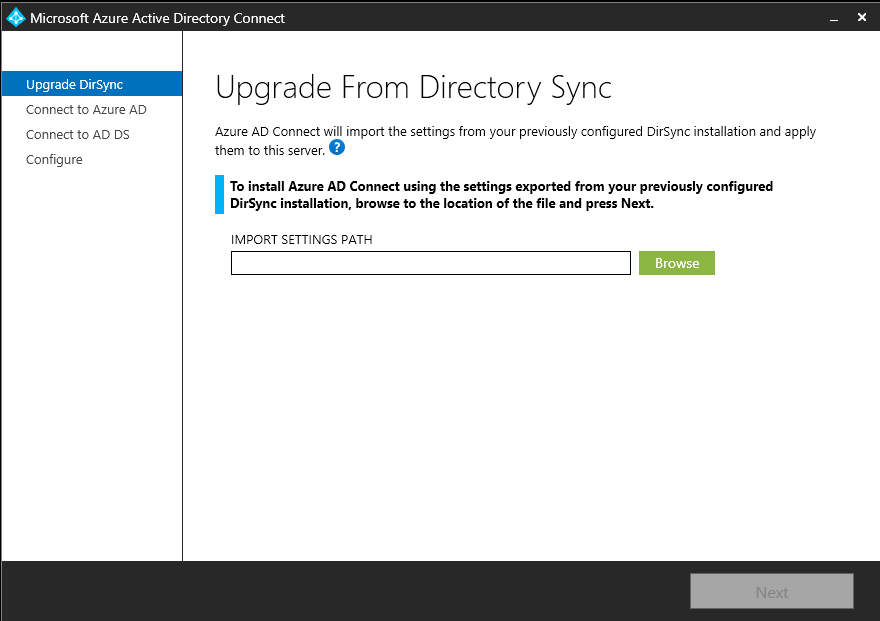 Microsoft Azure Active Directory Connect
Upgrade DirSync
Connect to Azure AD
Connect to AD DS
Configure
Upgrade From Directory Sync
Azure AD Connect will import the settings from your previously configured DirSync installation and apply
them to this server. ?
To install Azure AD Connect using the settings exported from your previously configured
DirSync installation, browse to the location of the file and press Next.
IMPORT SETTINGS PATH
Browse
Next